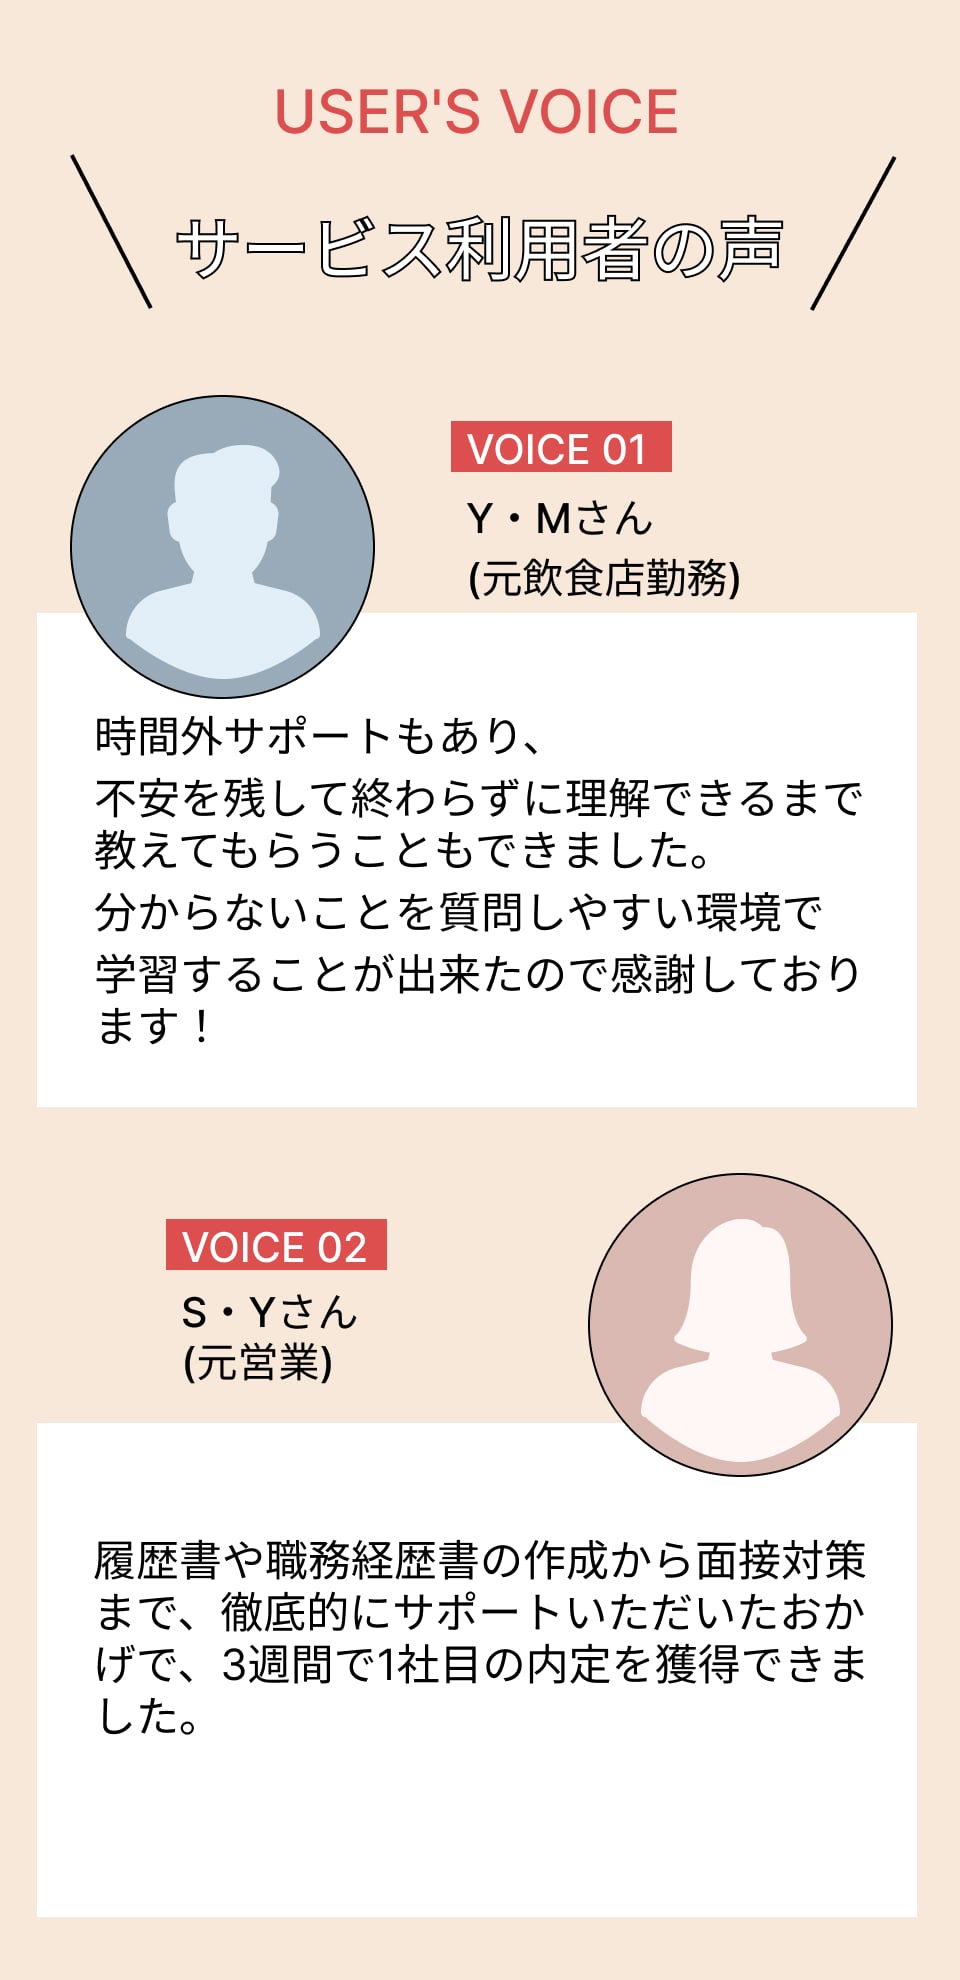 USER'S VOICE
サービス利用者の声
VOICE 01
Y・Mさん
(元飲食店勤務)
時間外サポートもあり、
不安を残して終わらずに理解できるまで
教えてもらうこともできました。
分からないことを質問しやすい環境で
学習することが出来たので感謝しており
ます！
VOICE 02
S・Yさん
(元営業)
履歴書や職務経歴書の作成から面接対策
まで、徹底的にサポートいただいたおか
げで、3週間で1社目の内定を獲得できま
した。